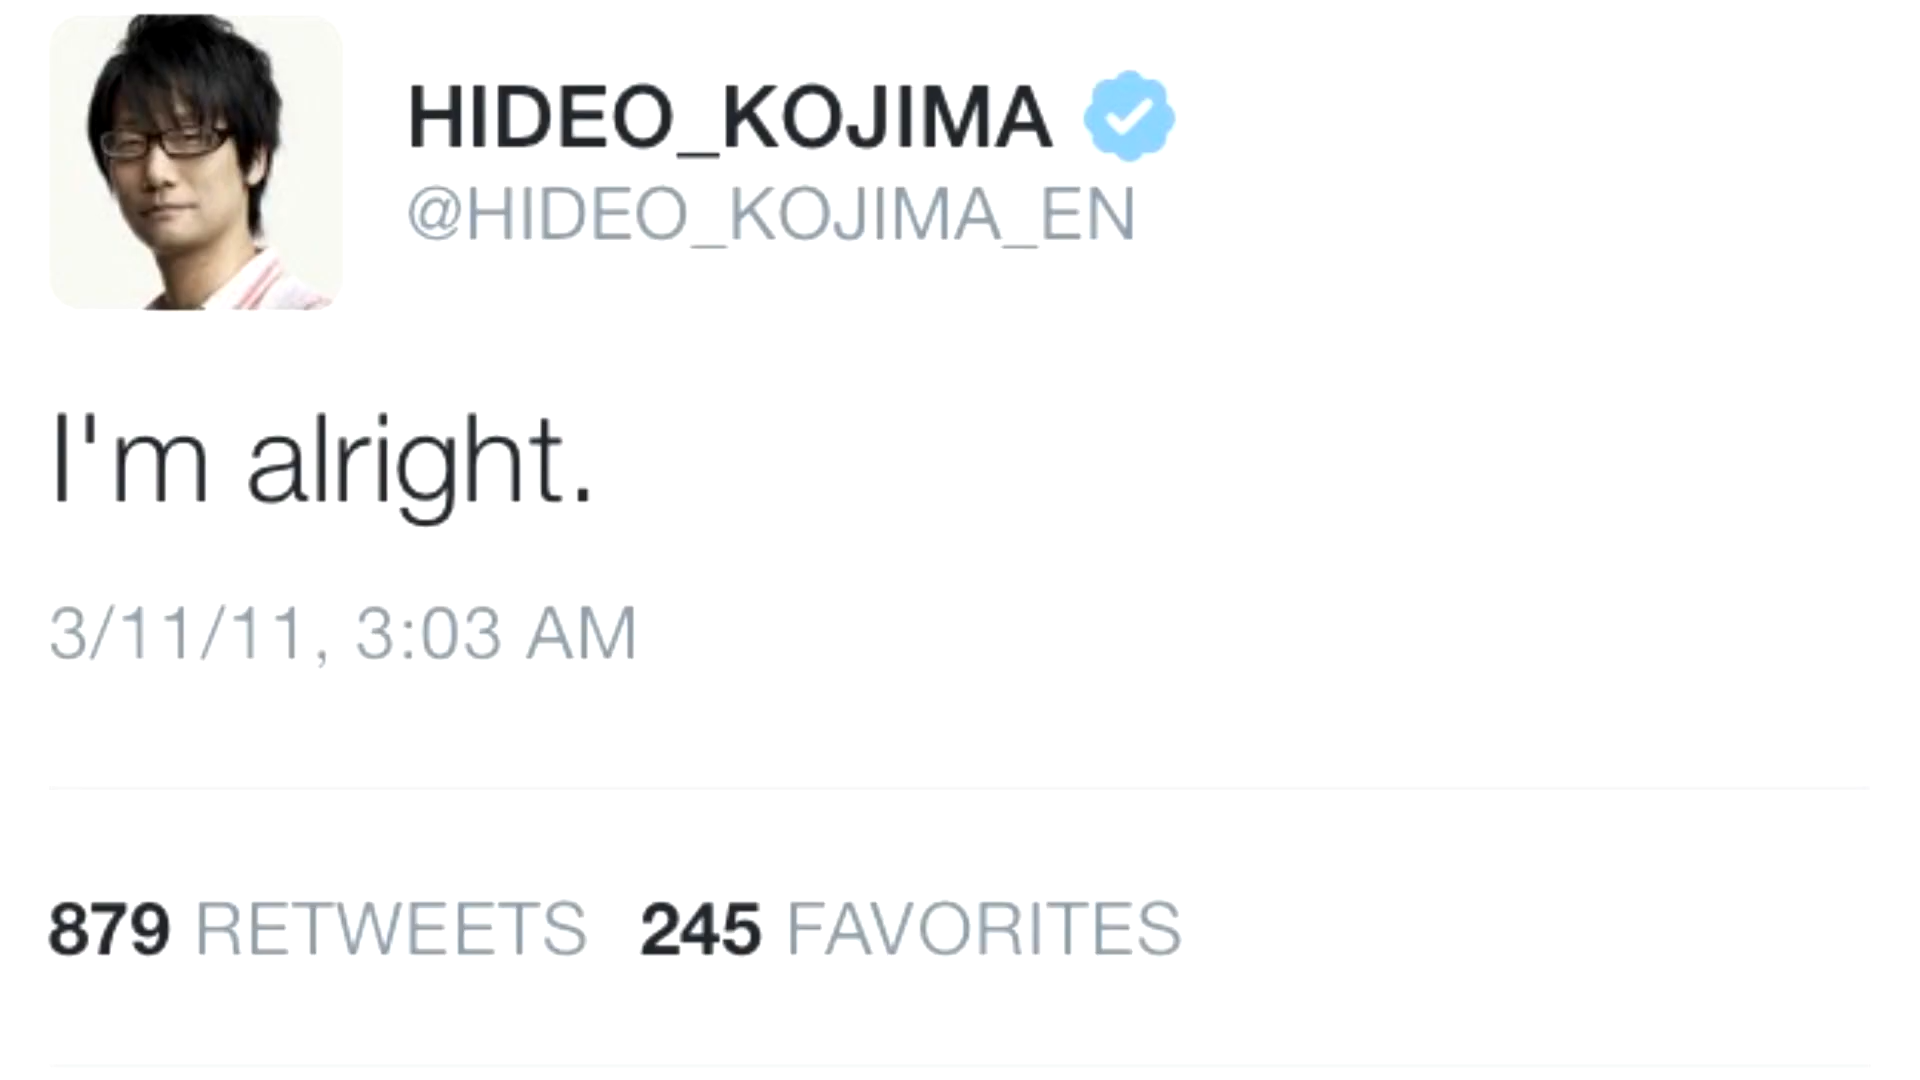 HIDEO_KOJIMA
@HIDEO_KOJIMA_EN
I'm alright.
3/11/11, 3:03 AM
879 RETWEETS 245 FAVORITES